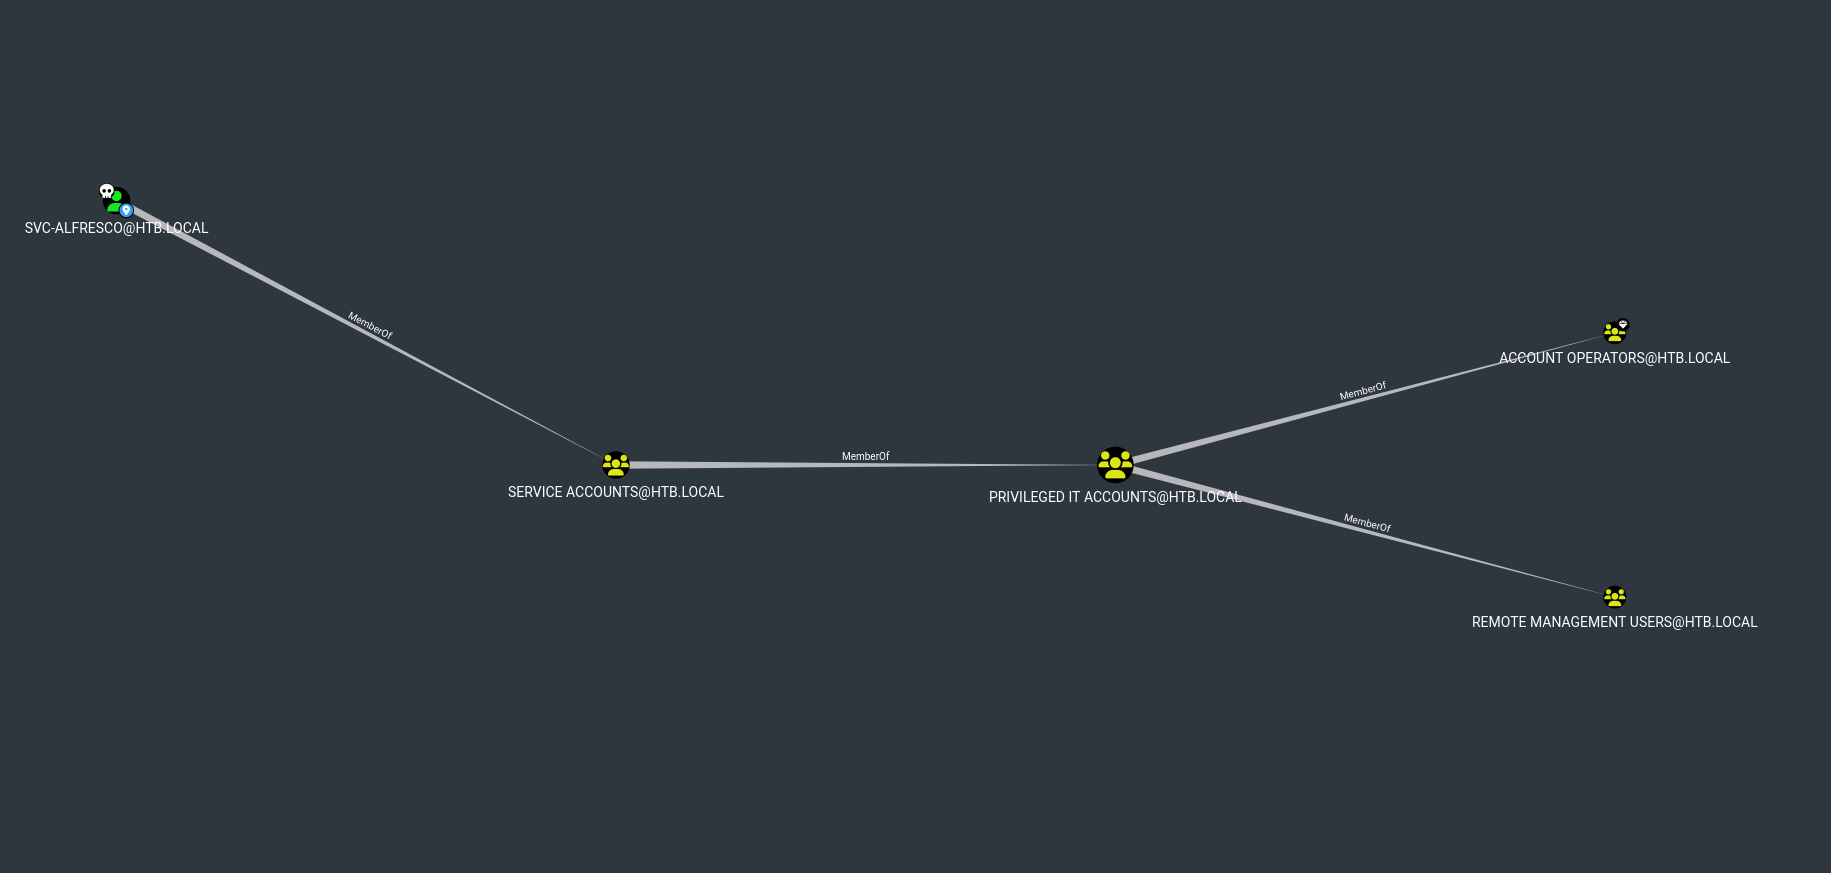 SVC-ALFRESCO@HTB.LOCAL
MemberOf
ACCOUNT OPERATORS@HTB.LOCAL
MemberOf
MemberOf
SERVICE ACCOUNTS@HTB.LOCAL
PRIVILEGED IT ACCOUNTS@HTB.LOCAL
MemberOf
REMOTE MANAGEMENT USERS@HTB.LOCAL